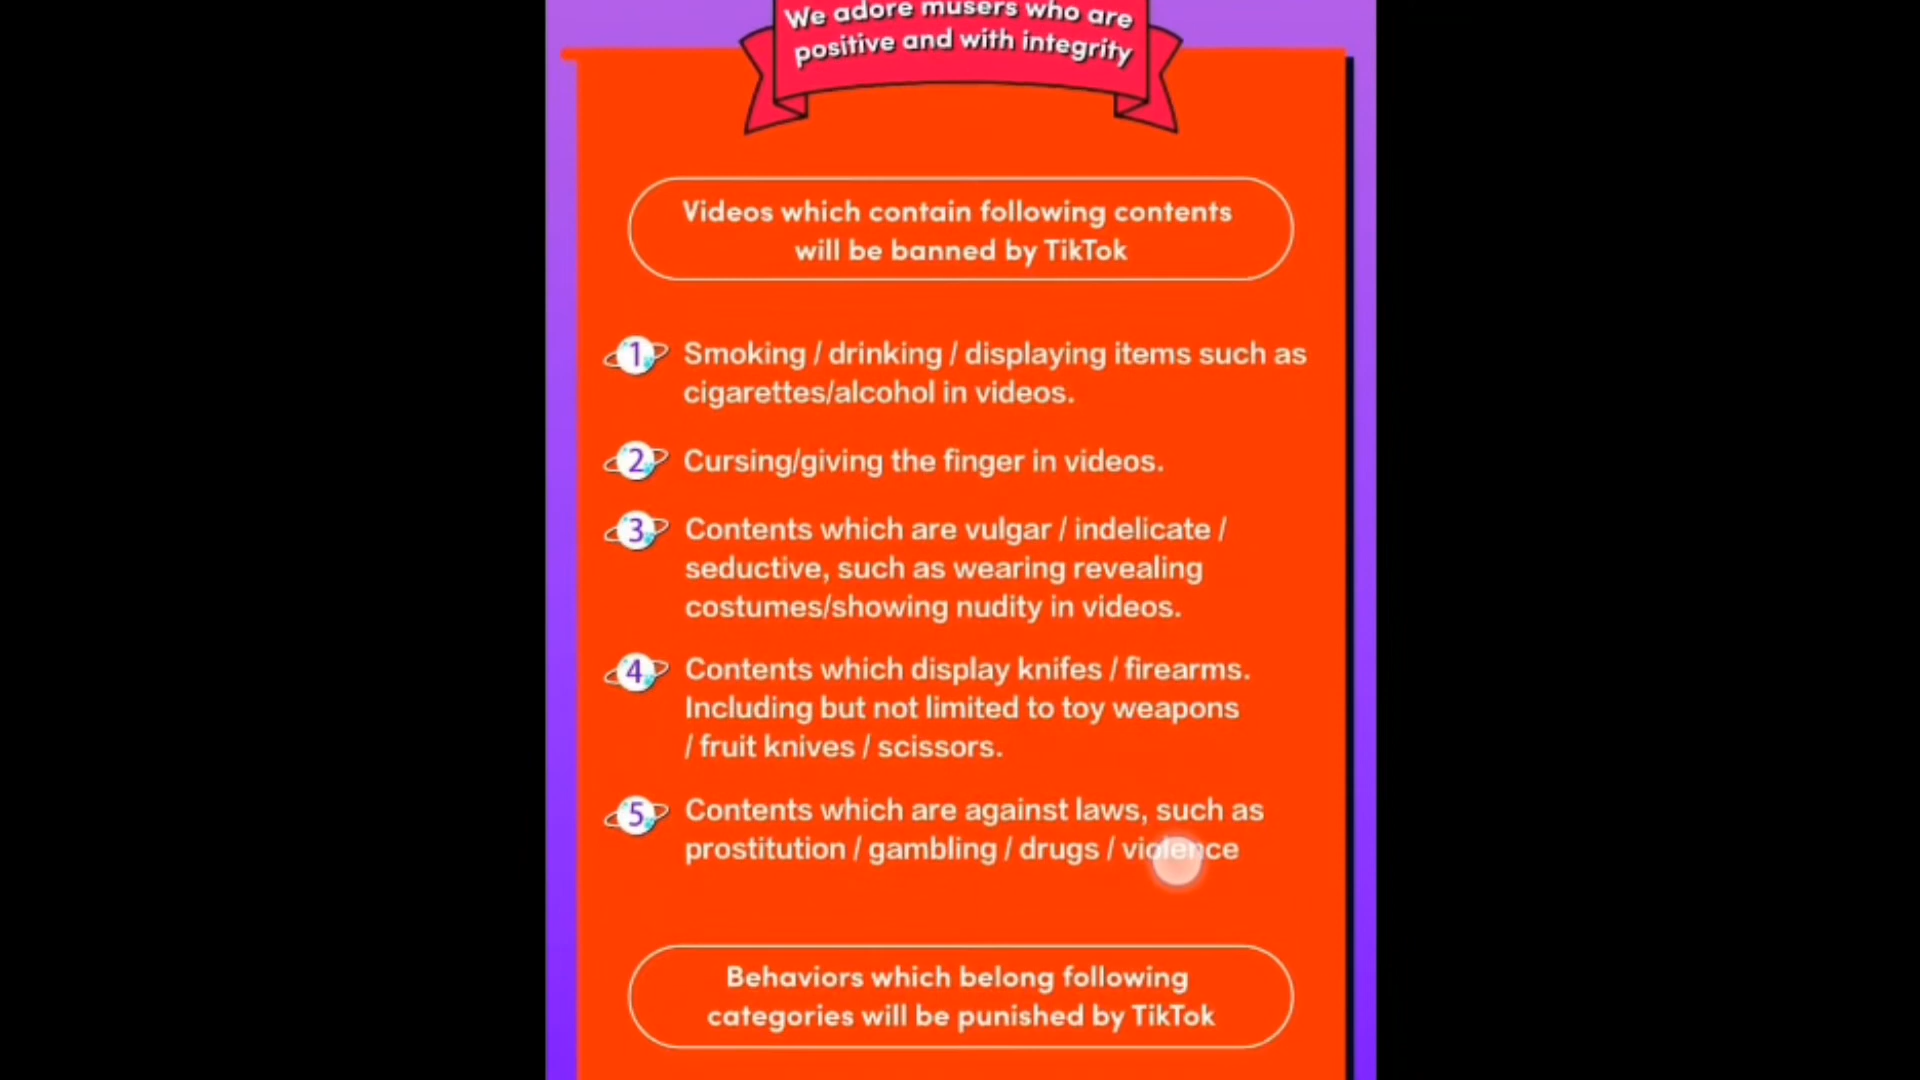 We adore musers who are
positive and with integrity
Videos which contain following contents
will be banned by TikTok
1 Smoking / drinking / displaying items such as
cigarettes/alcohol in videos.
2 Cursing/giving the finger in videos.
3 Contents which are vulgar / indelicate /
seductive, such as wearing revealing
costumes/showing nudity in videos.
4 Contents which display knifes / firearms.
Including but not limited to toy weapons
/ fruit knives / scissors.
5 Contents which are against laws, such as
prostitution / gambling / drugs / violence
Behaviors which belong following
categories will be punished by TikTok